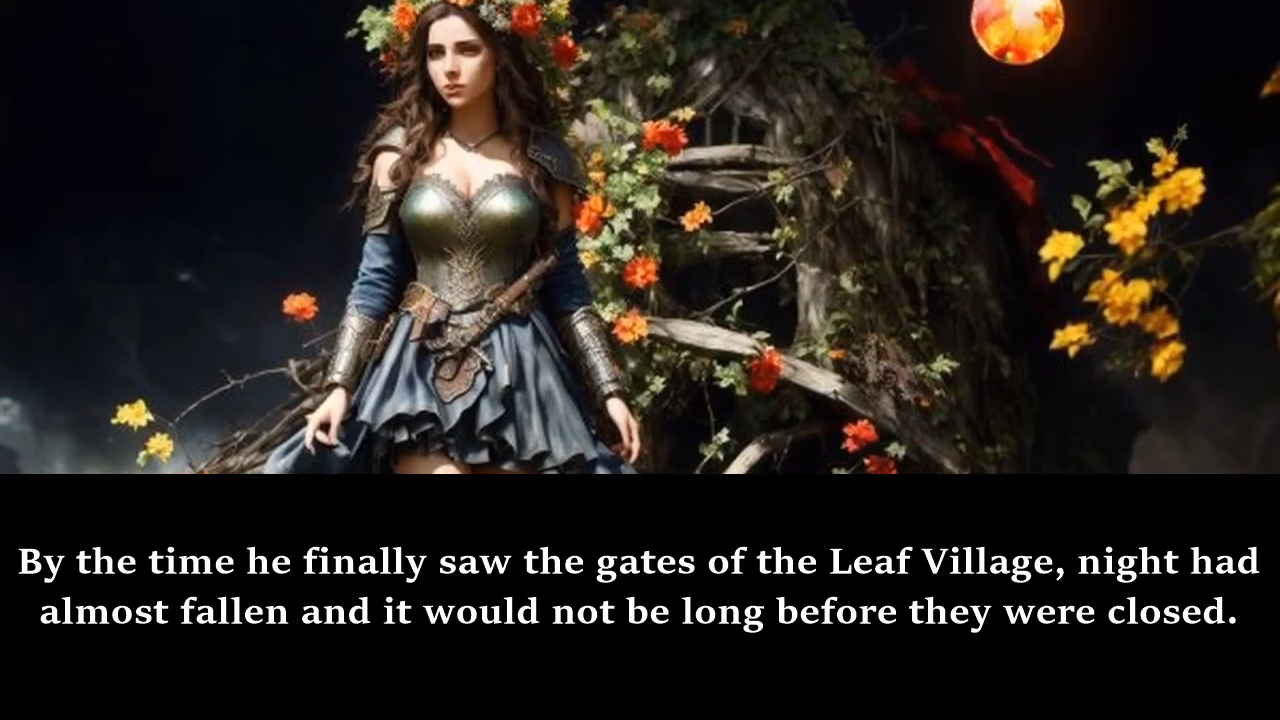 By the time he finally saw the gates of the Leaf Village, night had
almost fallen and it would not be long before they were closed.